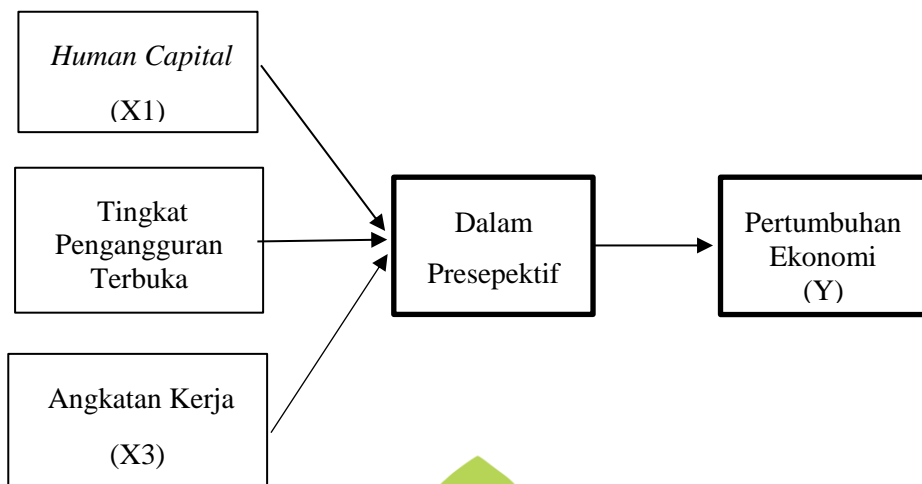 Human Capital
(X1)
Tingkat
Pengangguran
Terbuka
Angkatan Kerja
(X3)
Dalam
Presepektif
Pertumbuhan
Ekonomi
(Y)